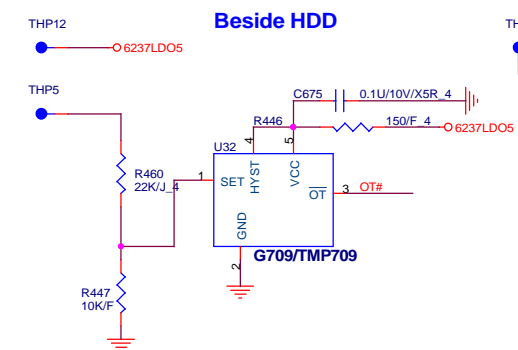 Beside HDD
THP12
TH
6237LDO5
THP5
C675
0.1U/10V/X5R_4
R446
150/F_4
6237LDO5
4
5
U32
R460
22K/J_4
1
SET
HYST
VCC
OT
3
OT#
GND
2
G709/TMP709
R447
10K/F